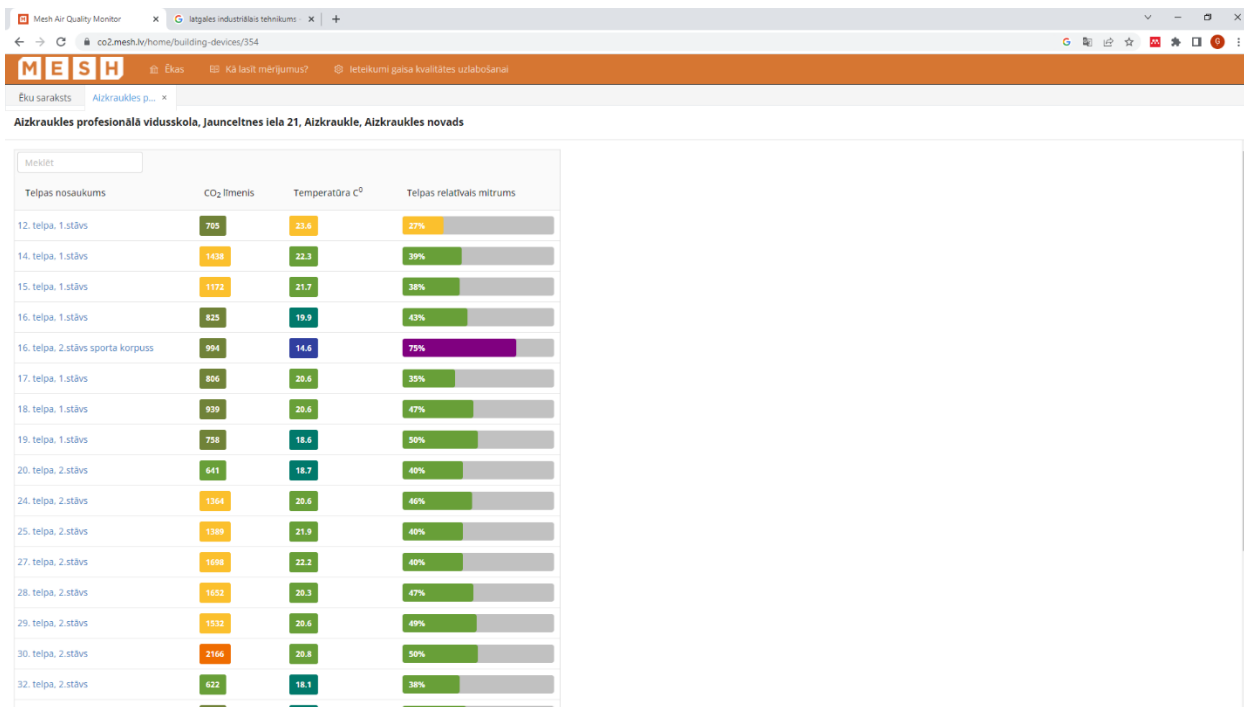 Mesh Air Quality Monitor
latgales industriālais tehnikums -
co2.mesh.lv/home/building-devices/354
MESH Ēkas Kā lasīt mērījumus? Ieteikumi gaisa kvalitātes uzlabošanai
Ēku saraksts Aizkraukles p...
Aizkraukles profesionālā vidusskola, Jaunceltnes iela 21, Aizkraukle, Aizkraukles novads
Meklēt
Telpas nosaukums CO2 līmenis Temperatūra C0 Telpas relatīvais mitrums
12. telpa, 1.stāvs 705 23.6 27%
14. telpa, 1.stāvs 1438 22.3 39%
15. telpa, 1.stāvs 1172 21.7 38%
16. telpa, 1.stāvs 825 19.9 43%
16. telpa, 2.stāvs sporta korpuss 994 14.6 75%
17. telpa, 1.stāvs 806 20.6 35%
18. telpa, 1.stāvs 939 20.6 47%
19. telpa, 1.stāvs 758 18.6 50%
20. telpa, 2.stāvs 641 18.7 40%
24. telpa, 2.stāvs 1364 20.6 46%
25. telpa, 2.stāvs 1389 21.9 40%
27. telpa, 2.stāvs 1698 22.2 40%
28. telpa, 2.stāvs 1652 20.3 47%
29. telpa, 2.stāvs 1532 20.6 49%
30. telpa, 2.stāvs 2166 20.8 50%
32. telpa, 2.stāvs 622 18.1 38%